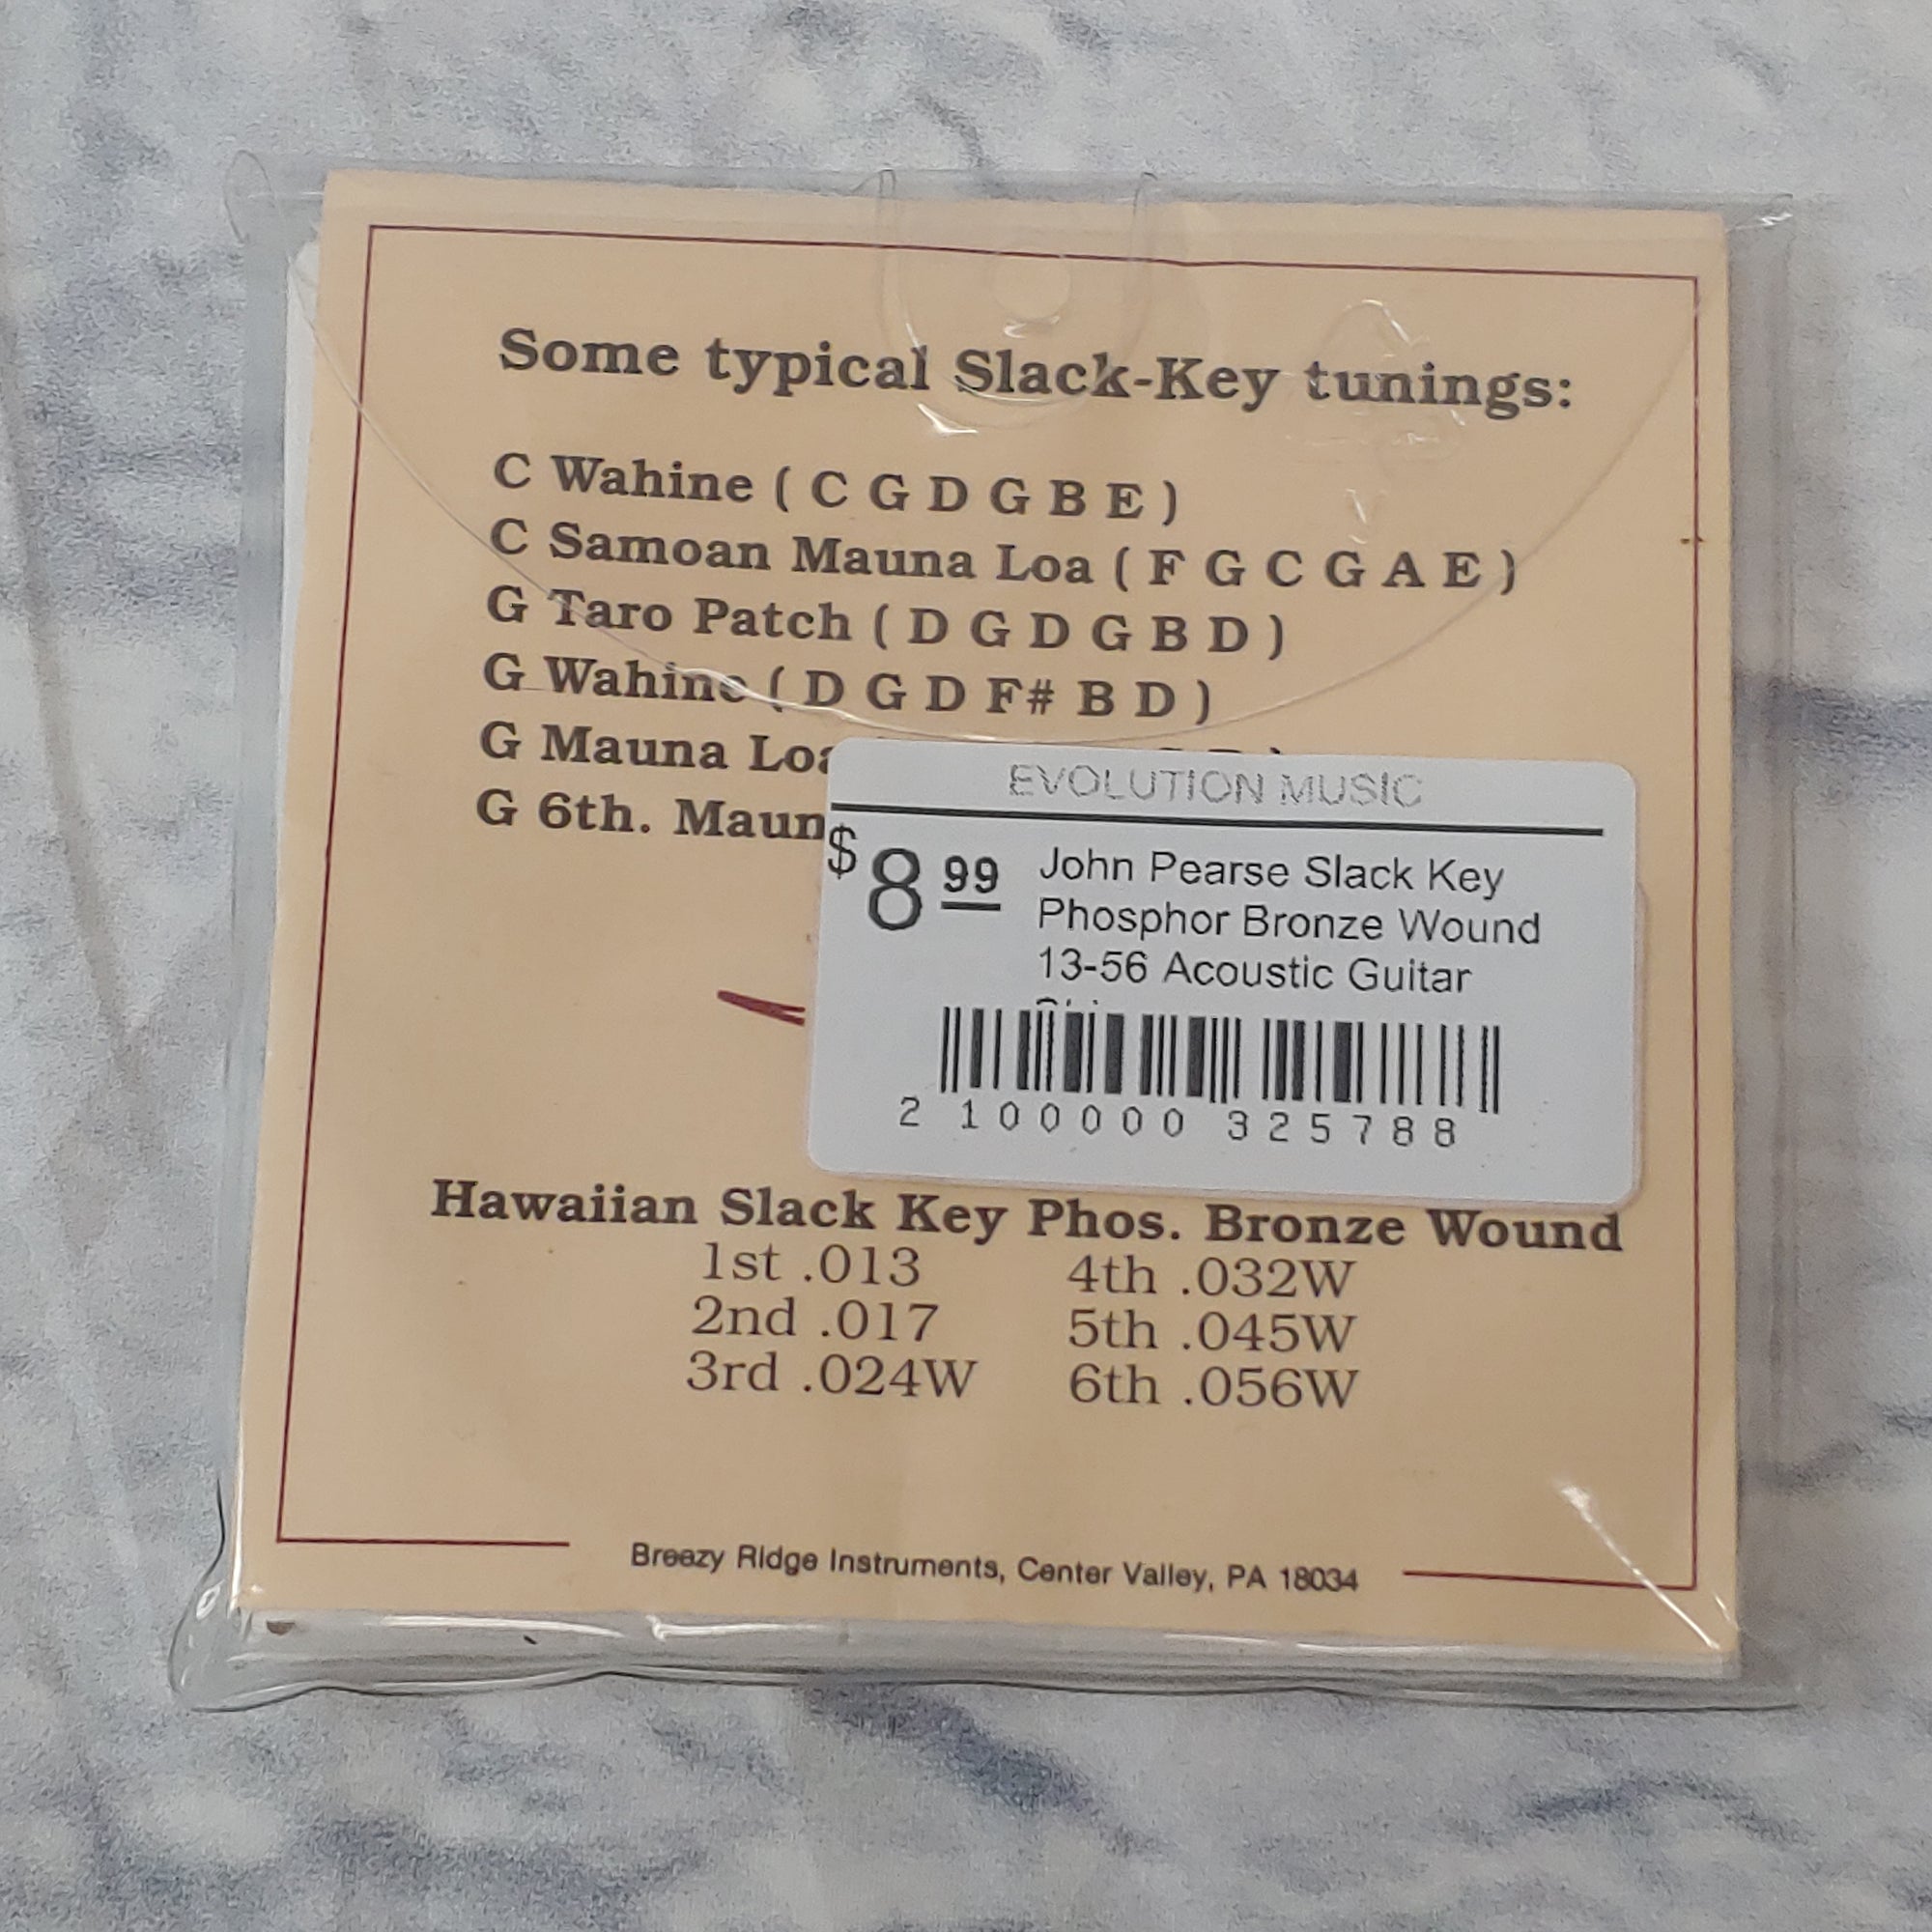 Some typical Slack-Key tunings:
C Wahine ( C G D G B E )
C Samoan Mauna Loa ( F G C G A E )
G Taro Patch ( D G D G B D )
G Wahine ( D G D F# B D )
G Mauna Loa
G 6th.
EVOLUTION MUSIC
$8 99
John Pearse Slack Key
Phosphor Bronze Wound
13-56 Acoustic Guitar
2 100000 325788
Hawaiian Slack Key Phos. Bronze Wound
1st .013 4th .032W
2nd .017 5th .045W
3rd .024W 6th .056W
Breezy Ridge Instruments, Center Valley, PA 18034